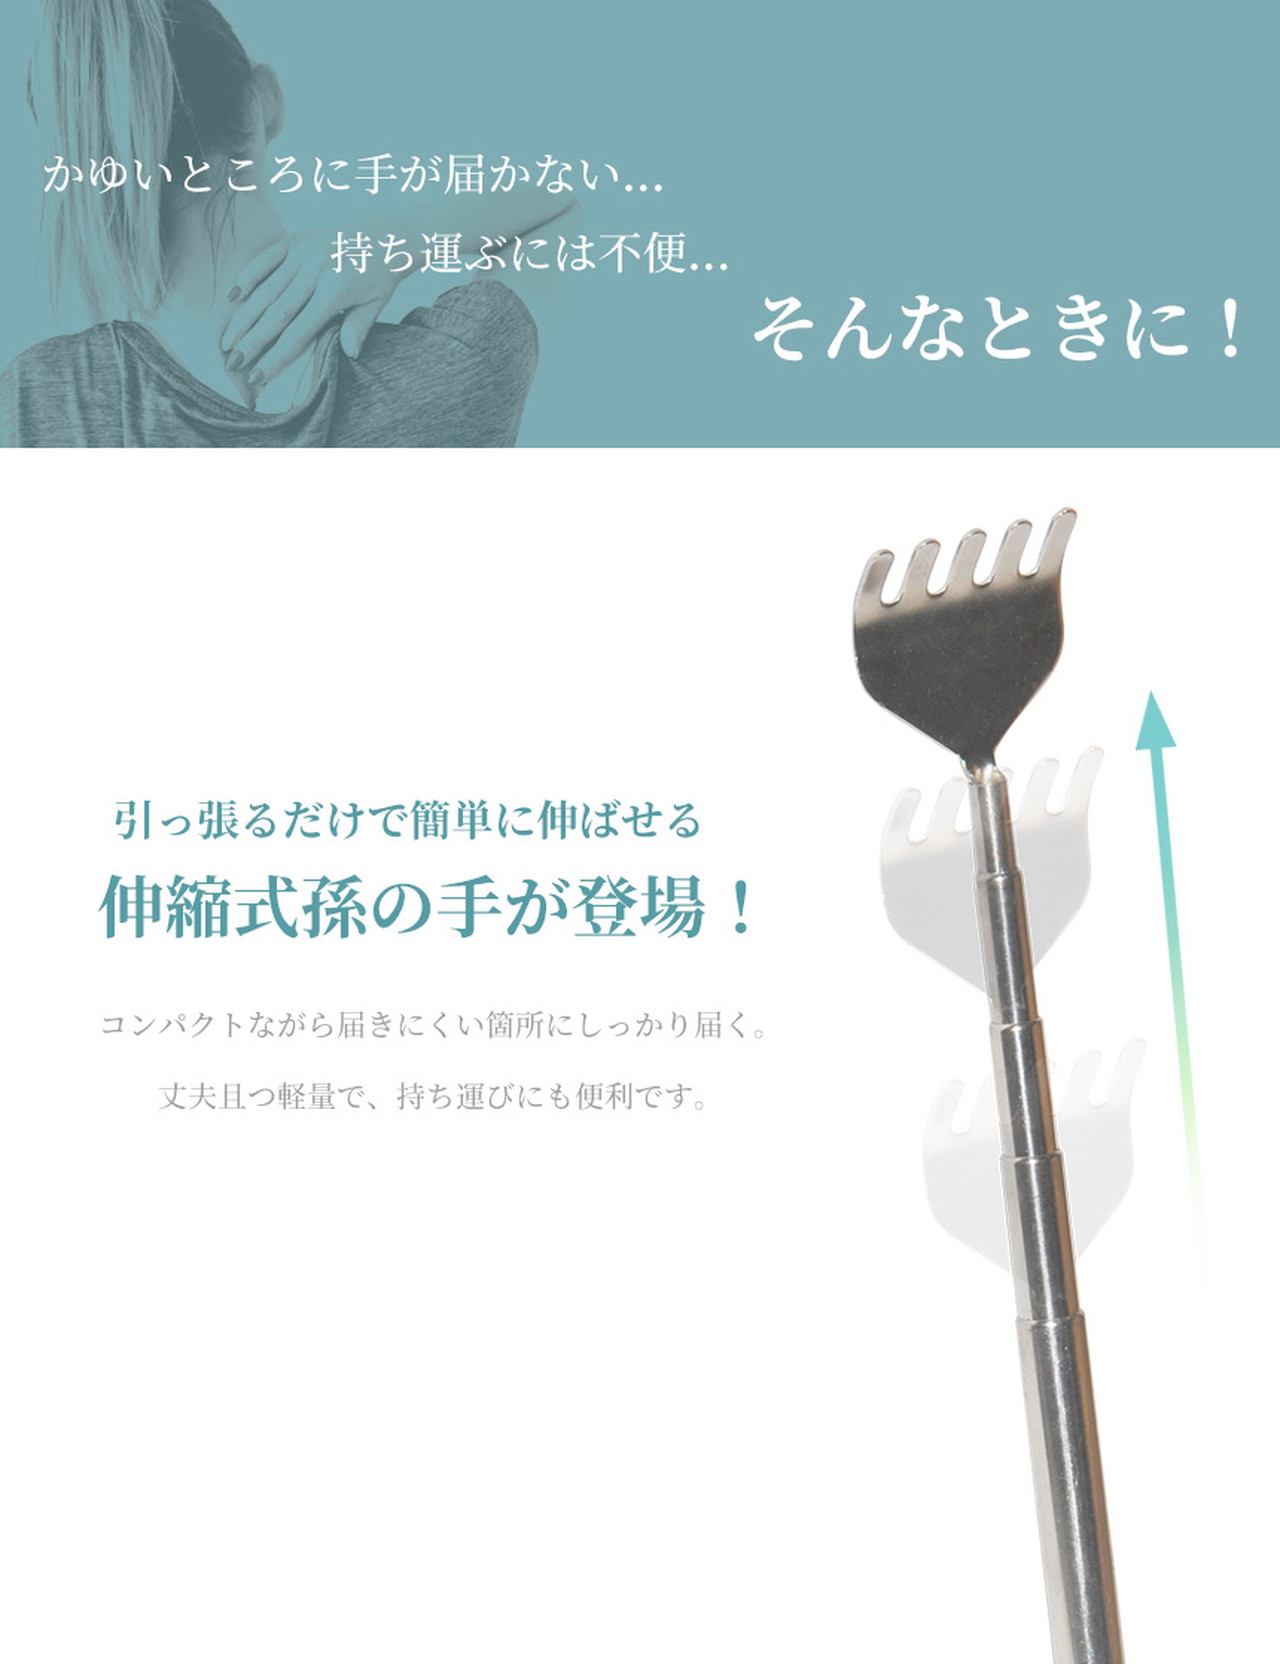 かゆいところに手が届かない…
持ち運ぶには不便…
そんなときに！
引っ張るだけで簡単に伸ばせる
伸縮式孫の手が登場！
コンパクトながら届きにくい箇所にしっかり届く。
丈夫且つ軽量で、持ち運びにも便利です。